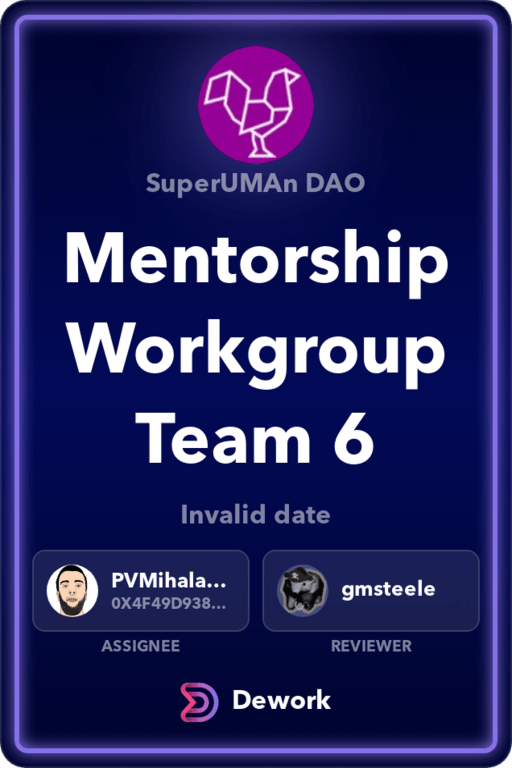 SuperUMAn DAO
Mentorship
Workgroup
Team 6
Invalid date
PVMihala...
0X4F49D938...
gmsteele
ASSIGNEE
REVIEWER
Dework